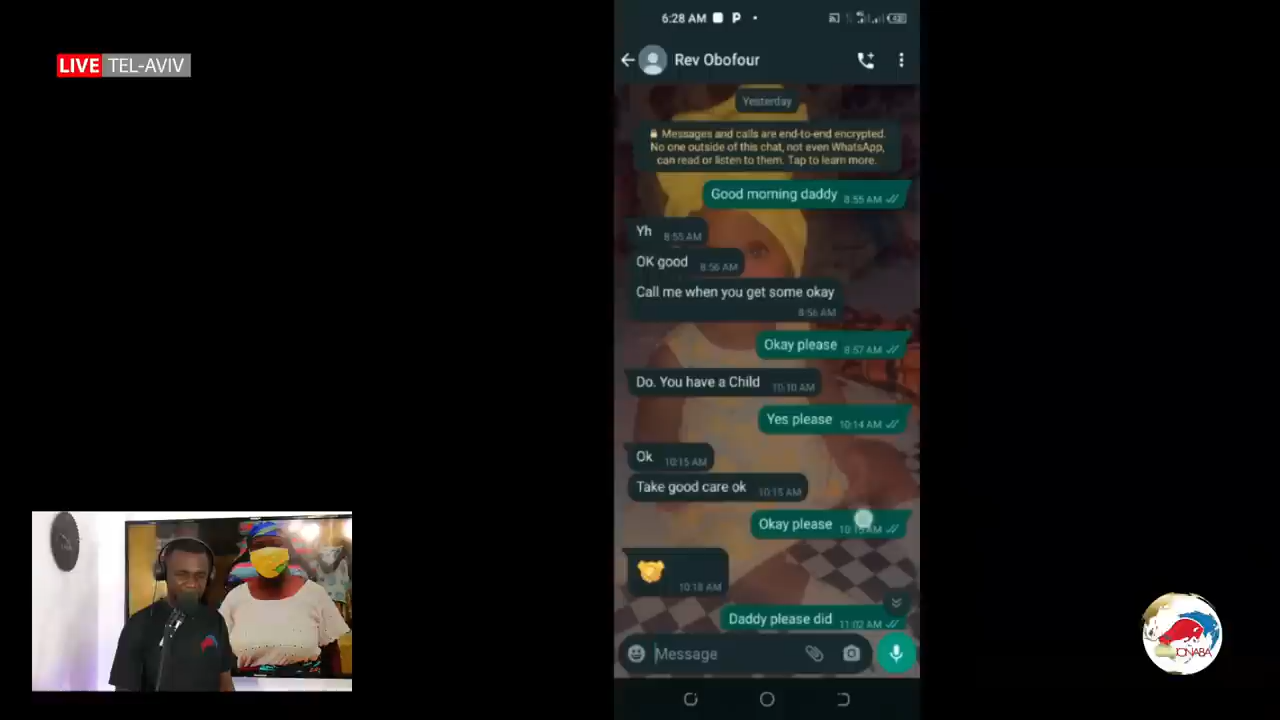 LIVE TEL-AVIV
6:28 AM P
Rev Obofour
Yesterday
Messages and calls are end-to-end encrypted.
No one outside of this chat, not even WhatsApp,
can read or listen to them. Tap to learn more.
Good morning daddy 8:55 AM
Yh 8:55 AM
OK good 8:56 AM
Call me when you get some okay
8:56 AM
Okay please 8:57 AM
Do. You have a Child 10:10 AM
Yes please 10:14 AM
Ok 10:15 AM
Take good care ok 10:15 AM
Okay please 10:15 AM
10:18 AM
Daddy please did 11:02 AM
Message
IONABA